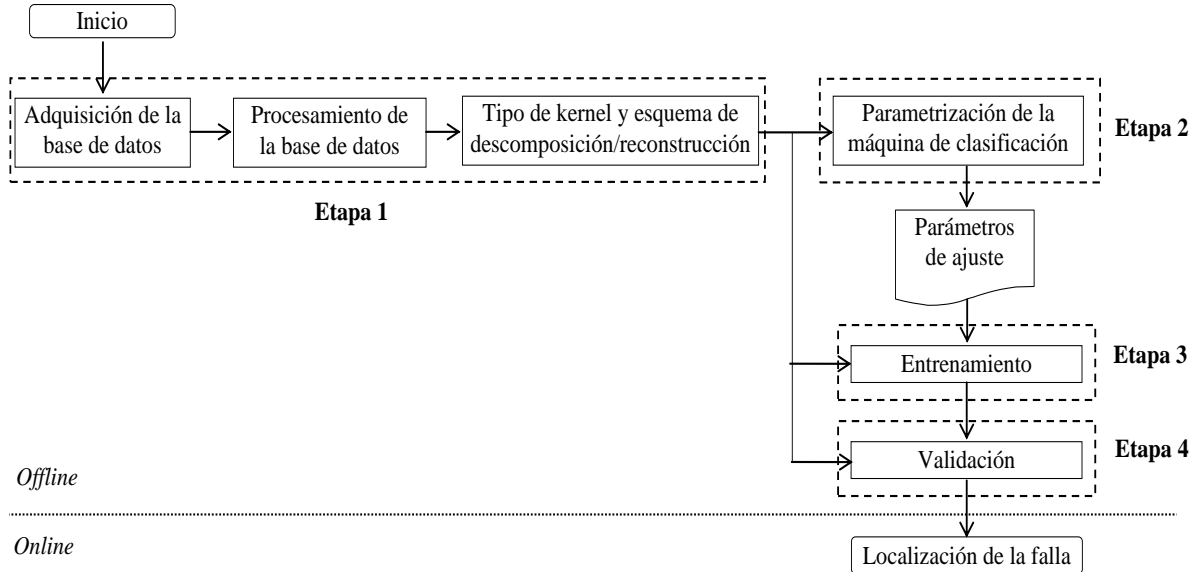 Inicio
Adquisición de la
base de datos
Procesamiento de
la base de datos
Tipo de kernel y esquema de
descomposición/reconstrucción
Parametrización de la
máquina de clasificación
Etapa 2
Etapa 1
Parámetros
de ajuste
Entrenamiento
Etapa 3
Validación
Etapa 4
Offline
Online
Localización de la falla